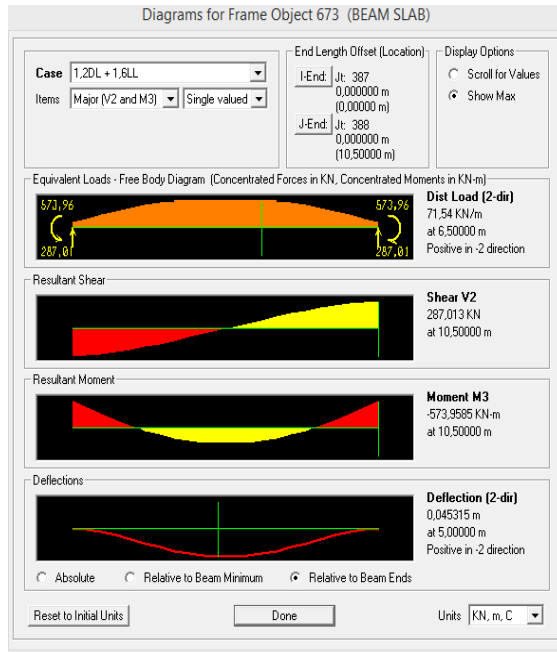 Diagrams for Frame Object 673 (BEAM SLAB)
Case 1,2DL + 1,6LL
Items Major (V2 and M3) Single valued
End Length Offset (Location)
I-End: Jt: 387
0,000000 m
(0,00000 m)
J-End: Jt: 388
0,000000 m
(10,50000 m)
Display Options
Scroll for Values
Show Max
Equivalent Loads - Free Body Diagram (Concentrated Forces in KN, Concentrated Moments in KN-m)
573,96 573,96
287,01 287,01
Dist Load (2-dir)
71,54 KN/m
at 6,50000 m
Positive in -2 direction
Resultant Shear
Shear V2
287,013 KN
at 10,50000 m
Resultant Moment
Moment M3
-573,9585 KN-m
at 10,50000 m
Deflections
Deflection (2-dir)
0,045315 m
at 5,00000 m
Positive in -2 direction
Absolute Relative to Beam Minimum Relative to Beam Ends
Reset to Initial Units Done Units KN, m, C